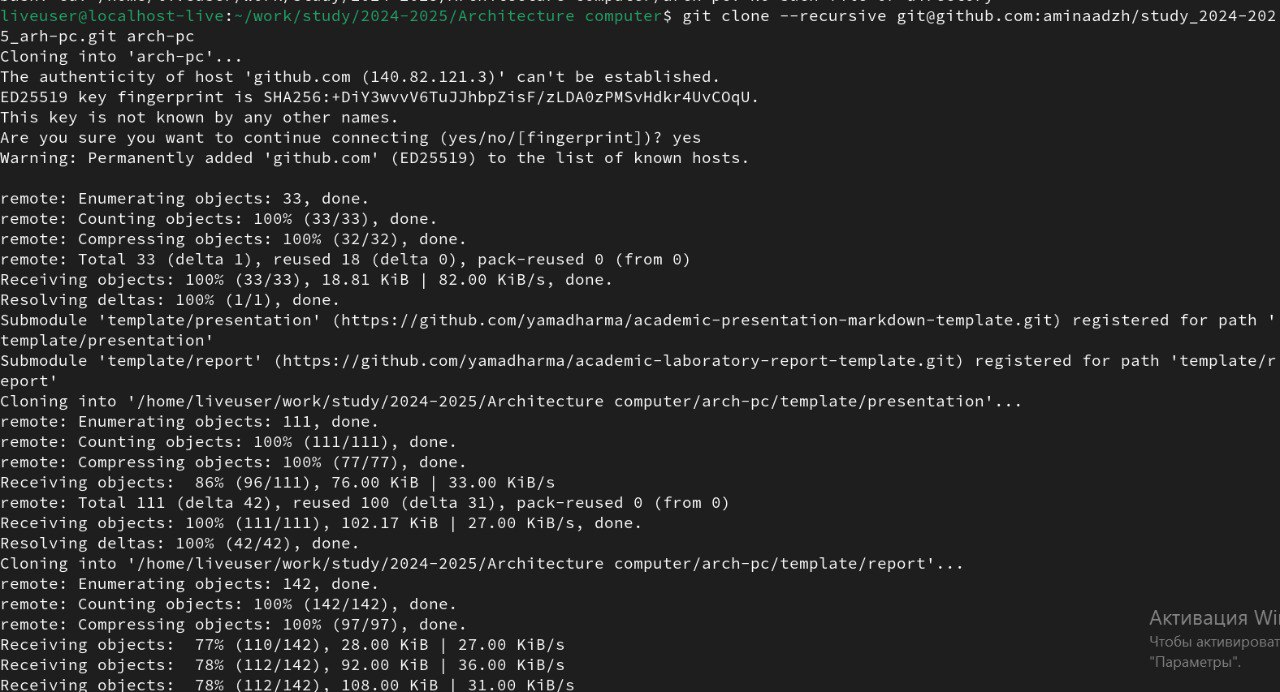 liveuser@localhost-live:~/work/study/2024-2025/Architecture computer$ git clone --recursive git@github.com:aminaadzh/study_2024-202
5_arh-pc.git arch-pc
Cloning into 'arch-pc'...
The authenticity of host 'github.com (140.82.121.3)' can't be established.
ED25519 key fingerprint is SHA256:+DiY3wvvV6TuJJhbpZisF/zLDA0zPMSvHdkr4UvCOqU.
This key is not known by any other names.
Are you sure you want to continue connecting (yes/no/[fingerprint])? yes
Warning: Permanently added 'github.com' (ED25519) to the list of known hosts.

remote: Enumerating objects: 33, done.
remote: Counting objects: 100% (33/33), done.
remote: Compressing objects: 100% (32/32), done.
remote: Total 33 (delta 1), reused 18 (delta 0), pack-reused 0 (from 0)
Receiving objects: 100% (33/33), 18.81 KiB | 82.00 KiB/s, done.
Resolving deltas: 100% (1/1), done.
Submodule 'template/presentation' (https://github.com/yamadharma/academic-presentation-markdown-template.git) registered for path '
template/presentation'
Submodule 'template/report' (https://github.com/yamadharma/academic-laboratory-report-template.git) registered for path 'template/r
eport'
Cloning into '/home/liveuser/work/study/2024-2025/Architecture computer/arch-pc/template/presentation'...
remote: Enumerating objects: 111, done.
remote: Counting objects: 100% (111/111), done.
remote: Compressing objects: 100% (77/77), done.
Receiving objects:  86% (96/111), 76.00 KiB | 33.00 KiB/s
remote: Total 111 (delta 42), reused 100 (delta 31), pack-reused 0 (from 0)
Receiving objects: 100% (111/111), 102.17 KiB | 27.00 KiB/s, done.
Resolving deltas: 100% (42/42), done.
Cloning into '/home/liveuser/work/study/2024-2025/Architecture computer/arch-pc/template/report'...
remote: Enumerating objects: 142, done.
remote: Counting objects: 100% (142/142), done.
remote: Compressing objects: 100% (97/97), done.
Receiving objects:  77% (110/142), 28.00 KiB | 27.00 KiB/s
Receiving objects:  78% (112/142), 92.00 KiB | 36.00 KiB/s
Receiving objects:  78% (112/142), 108.00 KiB | 31.00 KiB/s
Активация Wi
Чтобы активироват
"Параметры".